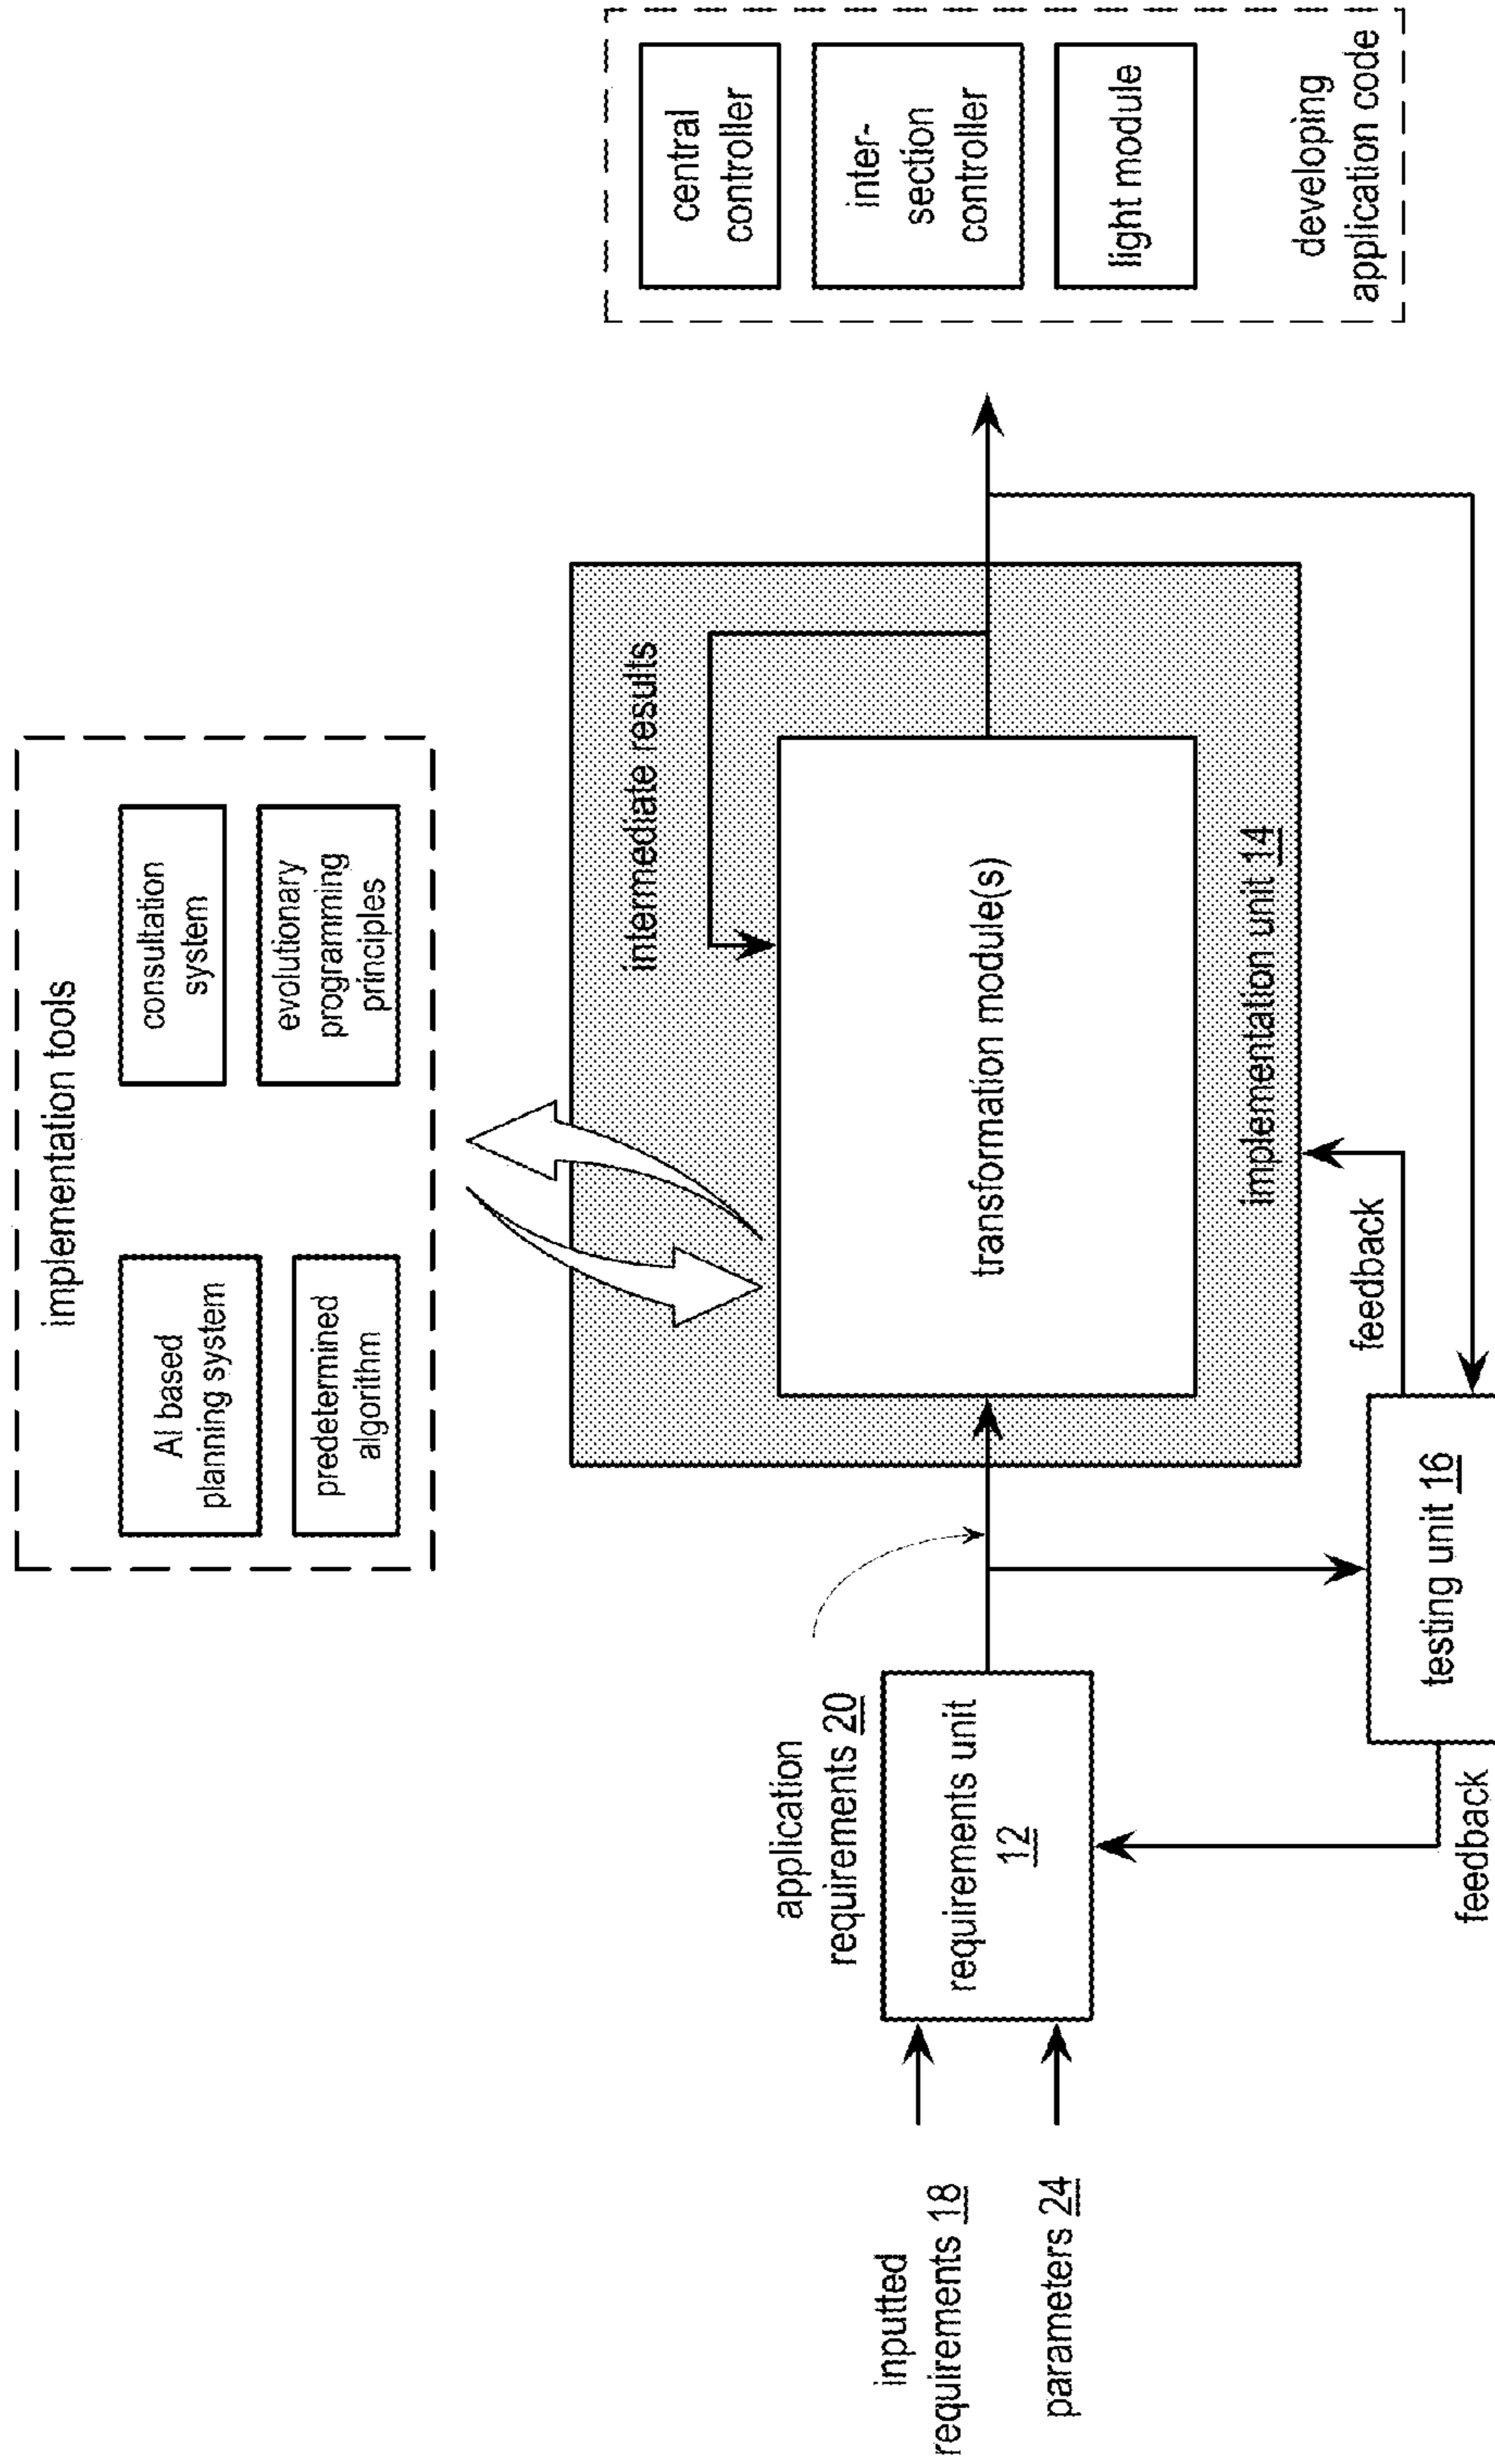 implementation tools
AI based
planning system
predetermined
algorithm
consultation
system
evolutionary
programming
principles
inputted
requirements 18
parameters 24
application
requirements 20
requirements unit
12
intermediate results
transformation module(s)
implementation unit 14
feedback
testing unit 16
feedback
central
controller
inter-
section
controller
light module
developing
application code